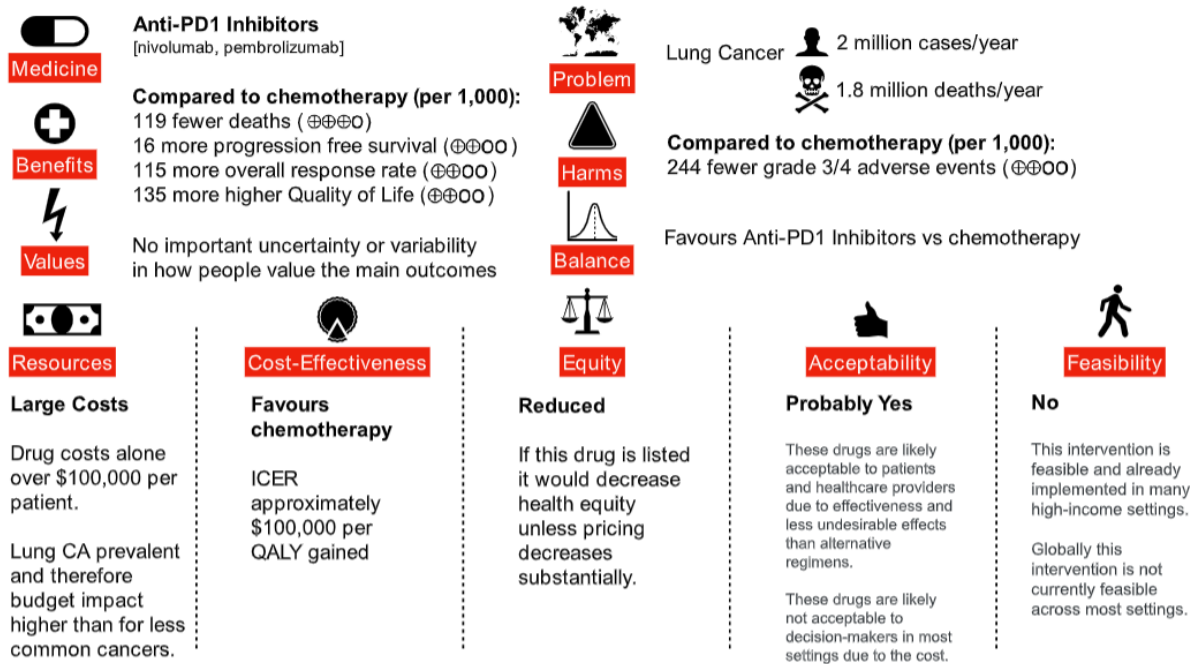 Medicine
Anti-PD1 Inhibitors
[nivolumab, pembrolizumab]
Problem
Lung Cancer
2 million cases/year
1.8 million deaths/year
Benefits
Compared to chemotherapy (per 1,000):
119 fewer deaths (⊕⊕⊕O)
16 more progression free survival (⊕⊕OO)
115 more overall response rate (⊕⊕OO)
135 more higher Quality of Life (⊕⊕OO)
Harms
Compared to chemotherapy (per 1,000):
244 fewer grade 3/4 adverse events (⊕⊕OO)
Values
No important uncertainty or variability
in how people value the main outcomes
Balance
Favours Anti-PD1 Inhibitors vs chemotherapy
Resources
Large Costs
Drug costs alone
over $100,000 per
patient.
Lung CA prevalent
and therefore
budget impact
higher than for less
common cancers.
Cost-Effectiveness
Favours
chemotherapy
ICER
approximately
$100,000 per
QALY gained
Equity
Reduced
If this drug is listed
it would decrease
health equity
unless pricing
decreases
substantially.
Acceptability
Probably Yes
These drugs are likely
acceptable to patients
and healthcare providers
due to effectiveness and
less undesirable effects
than alternative
regimens.
These drugs are likely
not acceptable to
decision-makers in most
settings due to the cost.
Feasibility
No
This intervention is
feasible and already
implemented in many
high-income settings.
Globally this
intervention is not
currently feasible
across most settings.